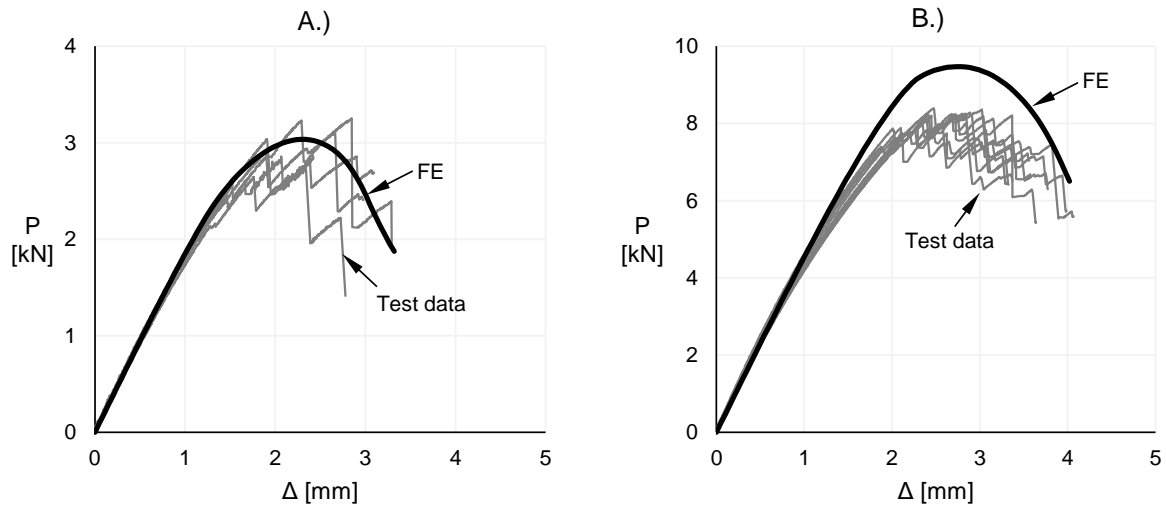 A.)
4
3
2
1
0
P
[kN]
FE
Test data
0 1 2 3 4 5
Δ [mm]
B.)
10
8
6
4
2
0
P
[kN]
FE
Test data
0 1 2 3 4 5
Δ [mm]